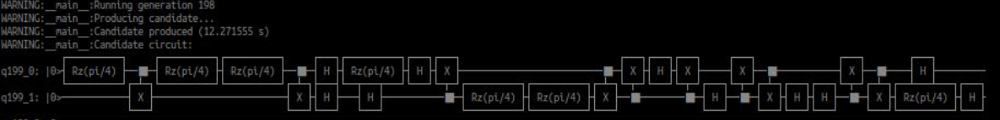 WARNING:__main__:Running generation 198
WARNING:__main__:Producing candidate...
WARNING:__main__:Candidate produced (12.271555 s)
WARNING:__main__:Candidate circuit:
q199_0: |0> Rz(pi/4) Rz(pi/4) Rz(pi/4) H Rz(pi/4) H X X H X X X H
q199_1: |0> X X H H Rz(pi/4) Rz(pi/4) X H X H H X Rz(pi/4) H